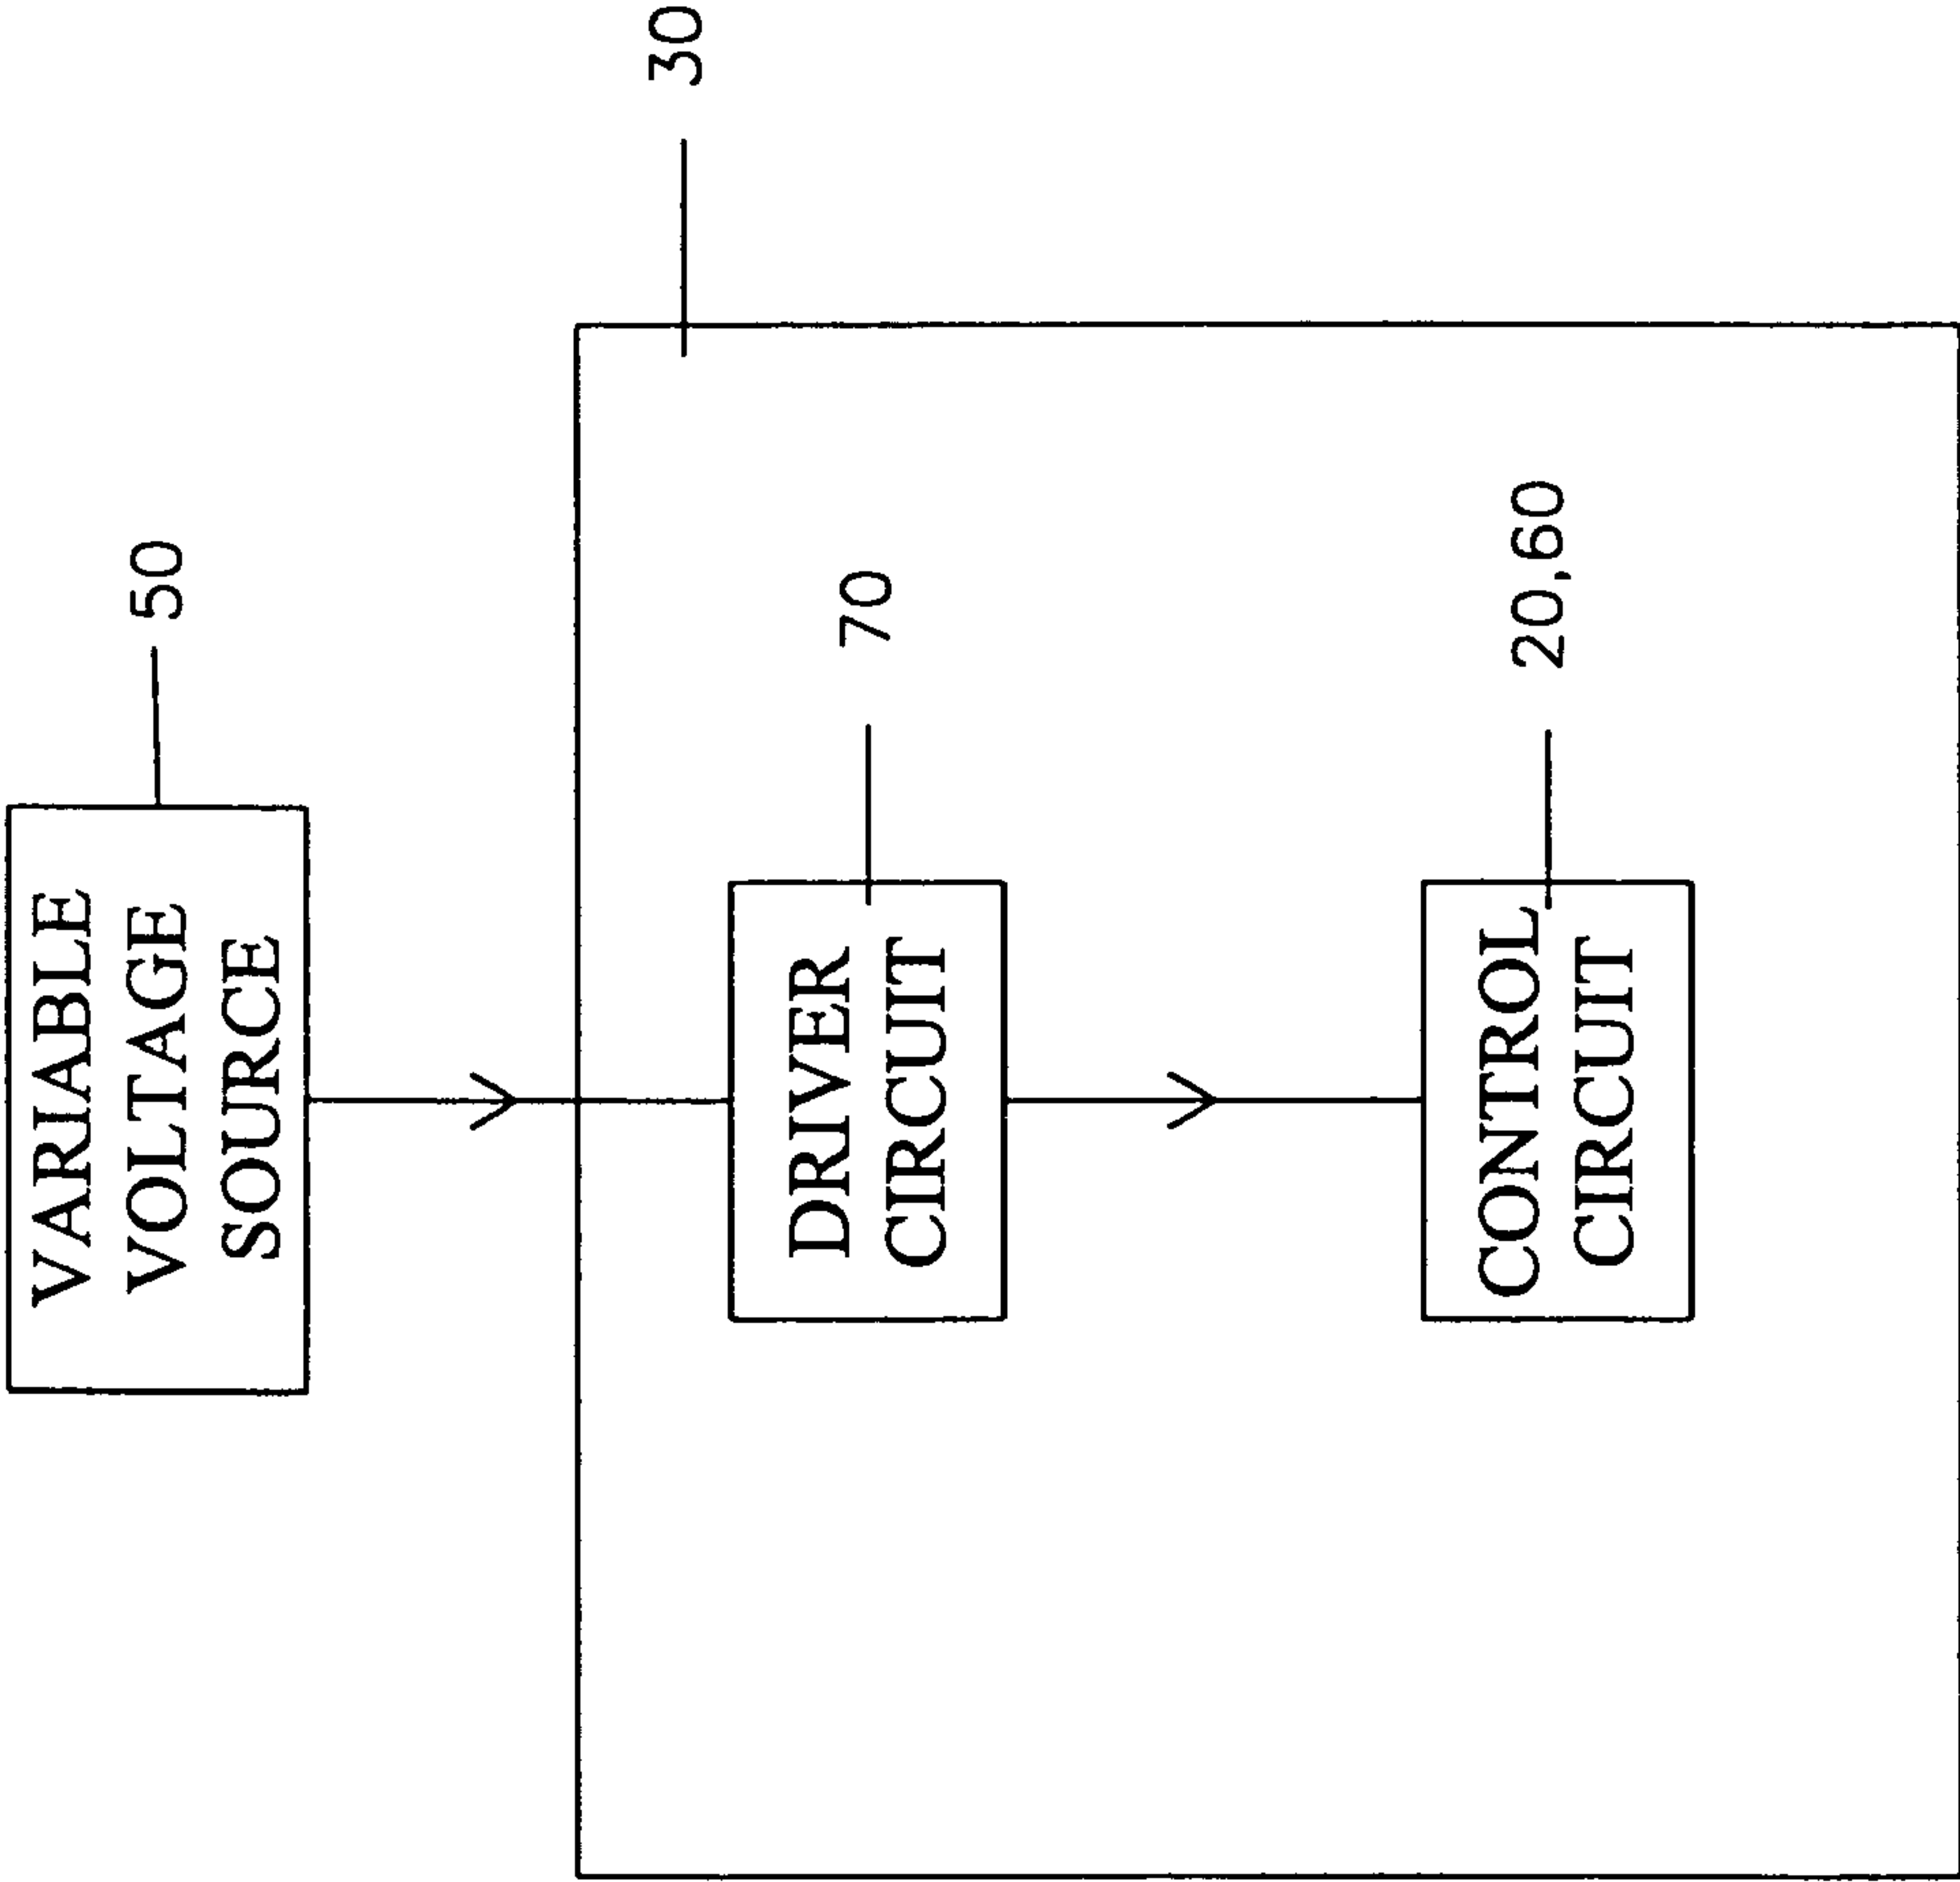 VARIABLE
VOLTAGE
SOURCE
50
30
DRIVER
CIRCUIT
70
CONTROL
CIRCUIT
20,60